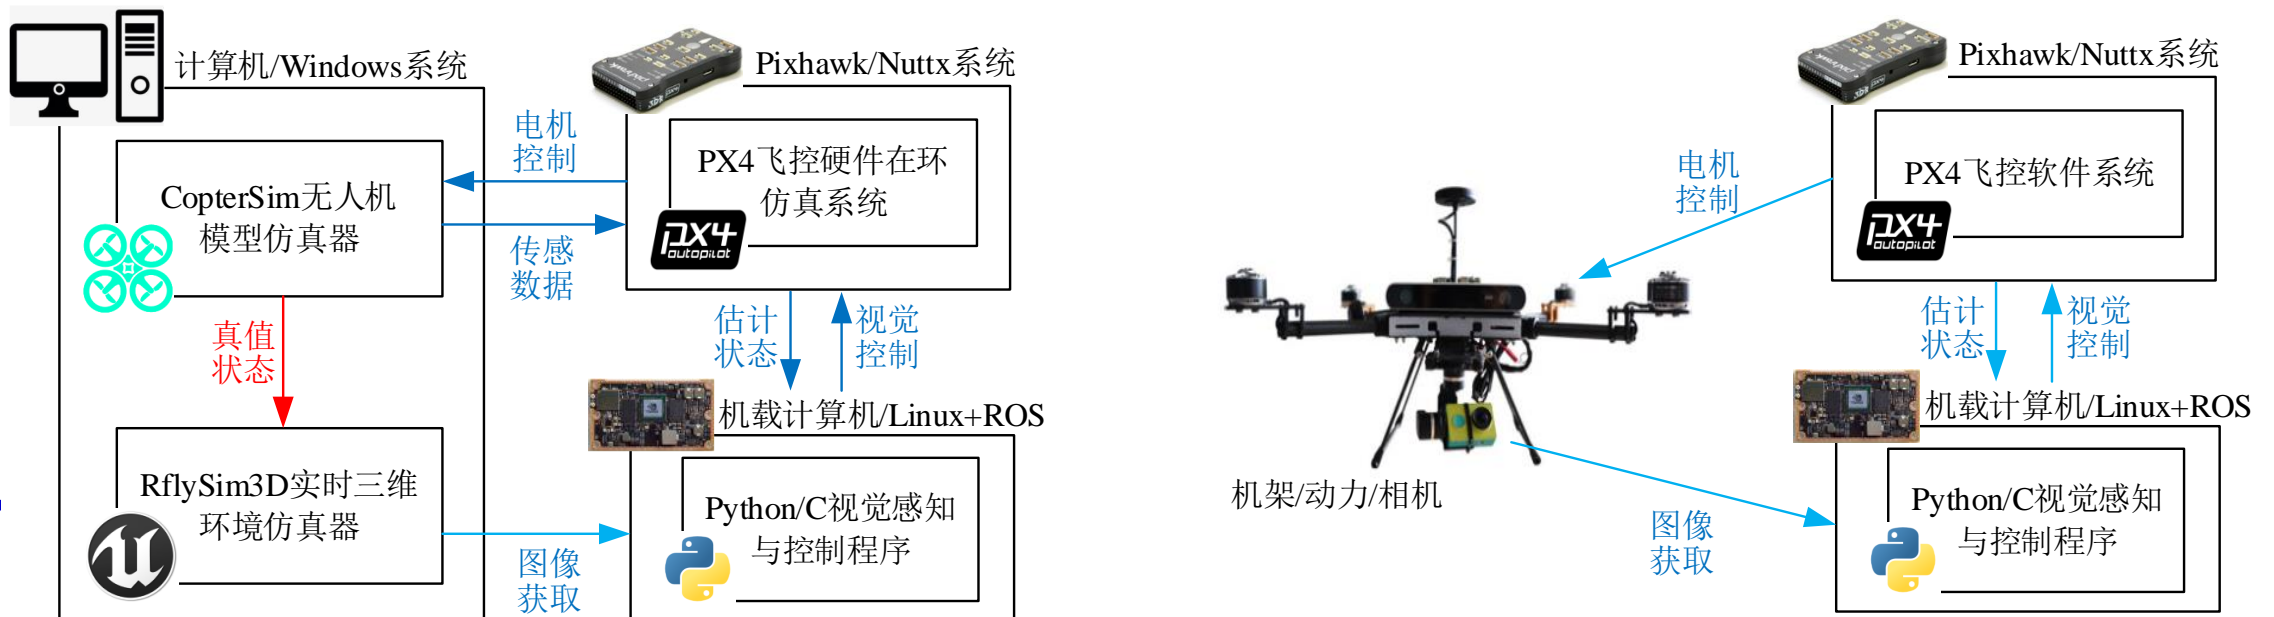 计算机/Windows系统
Pixhawk/Nuttx系统
电机
控制
PX4飞控硬件在环
仿真系统
CopterSim无人机
模型仿真器
px4
autopilot
传感
数据
真值
状态
估计
状态
视觉
控制
机载计算机/Linux+ROS
RflySim3D实时三维
环境仿真器
Python/C视觉感知
与控制程序
图像
获取
Pixhawk/Nuttx系统
PX4飞控软件系统
电机
控制
px4
autopilot
估计
状态
视觉
控制
机载计算机/Linux+ROS
机架/动力/相机
Python/C视觉感知
与控制程序
图像
获取